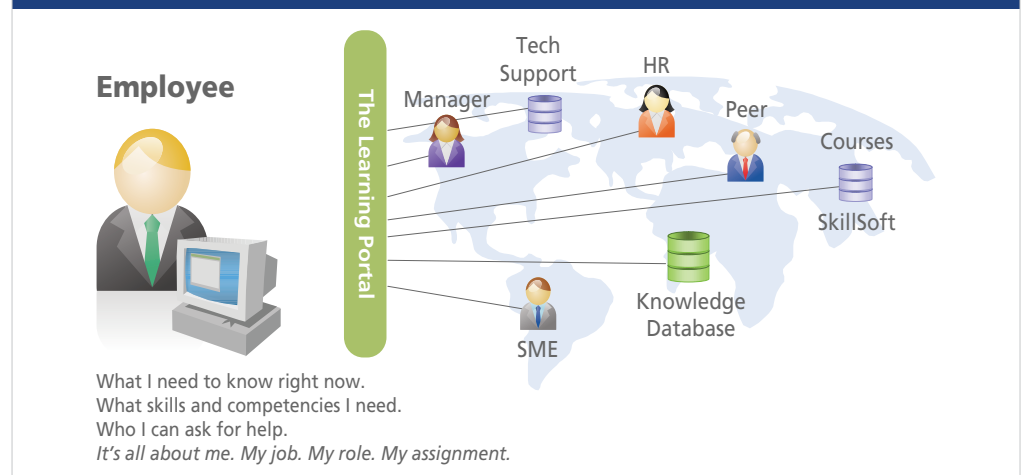 Employee
The Learning Portal
Manager
Tech
Support
HR
Peer
Courses
SkillSoft
Knowledge
Database
SME
What I need to know right now.
What skills and competencies I need.
Who I can ask for help.
It's all about me. My job. My role. My assignment.